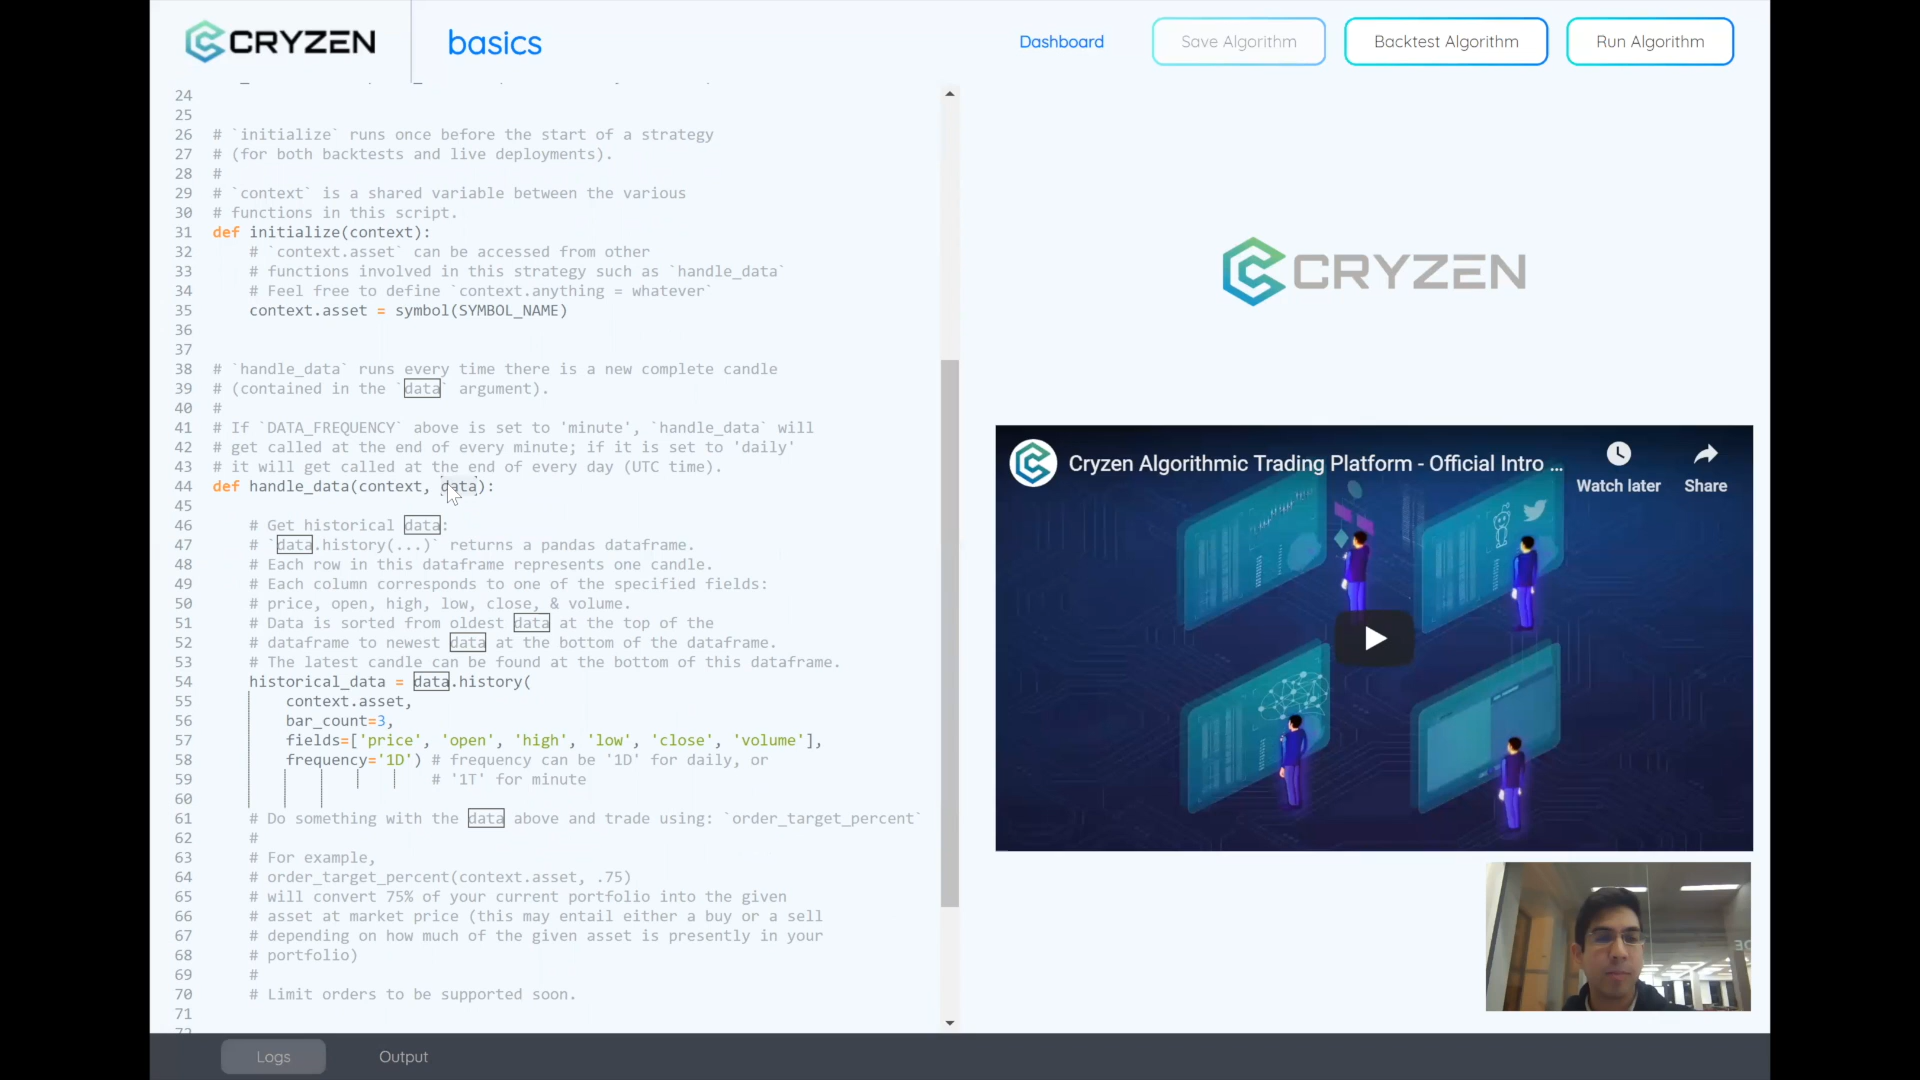 CRYZEN
basics
Dashboard
Save Algorithm
Backtest Algorithm
Run Algorithm
24
25
26 # `initialize` runs once before the start of a strategy
27 # (for both backtests and live deployments).
28 #
29 # `context` is a shared variable between the various
30 # functions in this script.
31 def initialize(context):
32     # `context.asset` can be accessed from other
33     # functions involved in this strategy such as `handle_data`
34     # Feel free to define `context.anything = whatever`
35     context.asset = symbol(SYMBOL_NAME)
36
37
38 # `handle_data` runs every time there is a new complete candle
39 # (contained in the `data` argument).
40 #
41 # If `DATA_FREQUENCY` above is set to 'minute', `handle_data` will
42 # get called at the end of every minute; if it is set to 'daily'
43 # it will get called at the end of every day (UTC time).
44 def handle_data(context, data):
45
46     # Get historical data:
47     # `data.history(...)` returns a pandas dataframe.
48     # Each row in this dataframe represents one candle.
49     # Each column corresponds to one of the specified fields:
50     # price, open, high, low, close, & volume.
51     # Data is sorted from oldest data at the top of the
52     # dataframe to newest data at the bottom of the dataframe.
53     # The latest candle can be found at the bottom of this dataframe.
54     historical_data = data.history(
55         context.asset,
56         bar_count=3,
57         fields=['price', 'open', 'high', 'low', 'close', 'volume'],
58         frequency='1D') # frequency can be '1D' for daily, or
59                         # '1T' for minute
60
61     # Do something with the data above and trade using: `order_target_percent`
62     #
63     # For example,
64     # order_target_percent(context.asset, .75)
65     # will convert 75% of your current portfolio into the given
66     # asset at market price (this may entail either a buy or a sell
67     # depending on how much of the given asset is presently in your
68     # portfolio)
69     #
70     # Limit orders to be supported soon.
71
CRYZEN
Cryzen Algorithmic Trading Platform - Official Intro ...
Watch later
Share
Logs
Output